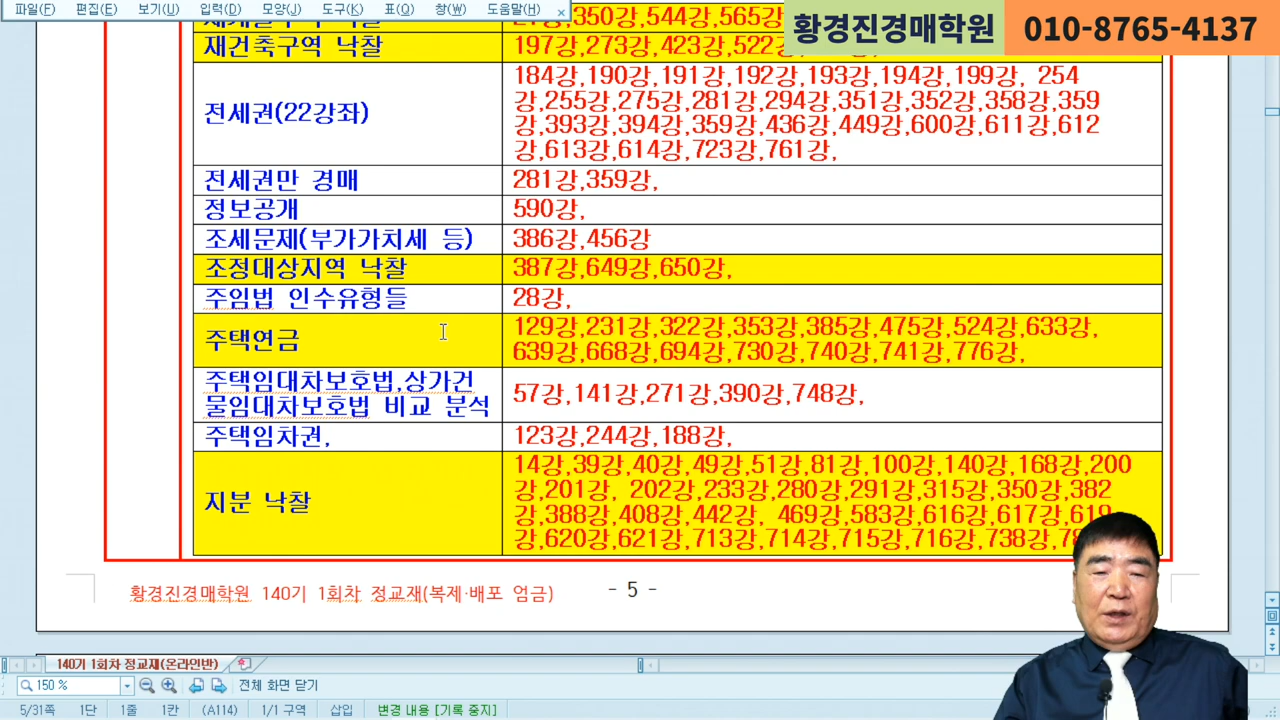 파일(F) 편집(E) 보기(U) 입력(D) 모양(J) 도구(K) 표(Q) 창(W) 도움말(H)
황경진경매학원 010-8765-4137
350강,544강,565강
재건축구역 낙찰 197강,273강,423강,522강
전세권(22강좌)
184강,190강,191강,192강,193강,194강,199강, 254
강,255강,275강,281강,294강,351강,352강,358강,359
강,393강,394강,359강,436강,449강,600강,611강,612
강,613강,614강,723강,761강,
전세권만 경매 281강,359강,
정보공개 590강,
조세문제(부가가치세 등) 386강,456강
조정대상지역 낙찰 387강,649강,650강,
주임법 인수유형들 28강,
주택연금
129강,231강,322강,353강,385강,475강,524강,633강,
639강,668강,694강,730강,740강,741강,776강,
주택임대차보호법,상가건
물임대차보호법 비교 분석
57강,141강,271강,390강,748강,
주택임차권, 123강,244강,188강,
지분 낙찰
14강,39강,40강,49강,51강,81강,100강,140강,168강,200
강,201강, 202강,233강,280강,291강,315강,350강,382
강,388강,408강,442강, 469강,583강,616강,617강,619
강,620강,621강,713강,714강,715강,716강,738강,
황경진경매학원 140기 1회차 정교재(복제·배포 엄금) - 5 -
140기 1회차 정교재(온라인반)
150 % 전체 화면 닫기
5/31쪽 1단 1줄 1칸 (A114) 1/1 구역 삽입 변경 내용 [기록 중지]